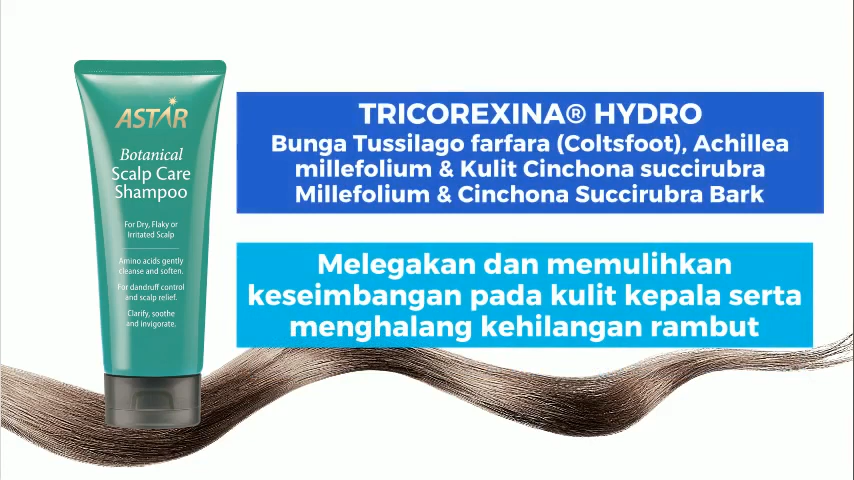 ASTAR
Botanical
Scalp Care
Shampoo
For Dry, Flaky or
Irritated Scalp
Amino acids gently
cleanse and soften.
For dandruff control
and scalp relief.
Clarify, soothe
and invigorate.
TRICOREXINA® HYDRO
Bunga Tussilago farfara (Coltsfoot), Achillea
millefolium & Kulit Cinchona succirubra
Millefolium & Cinchona Succirubra Bark
Melegakan dan memulihkan
keseimbangan pada kulit kepala serta
menghalang kehilangan rambut